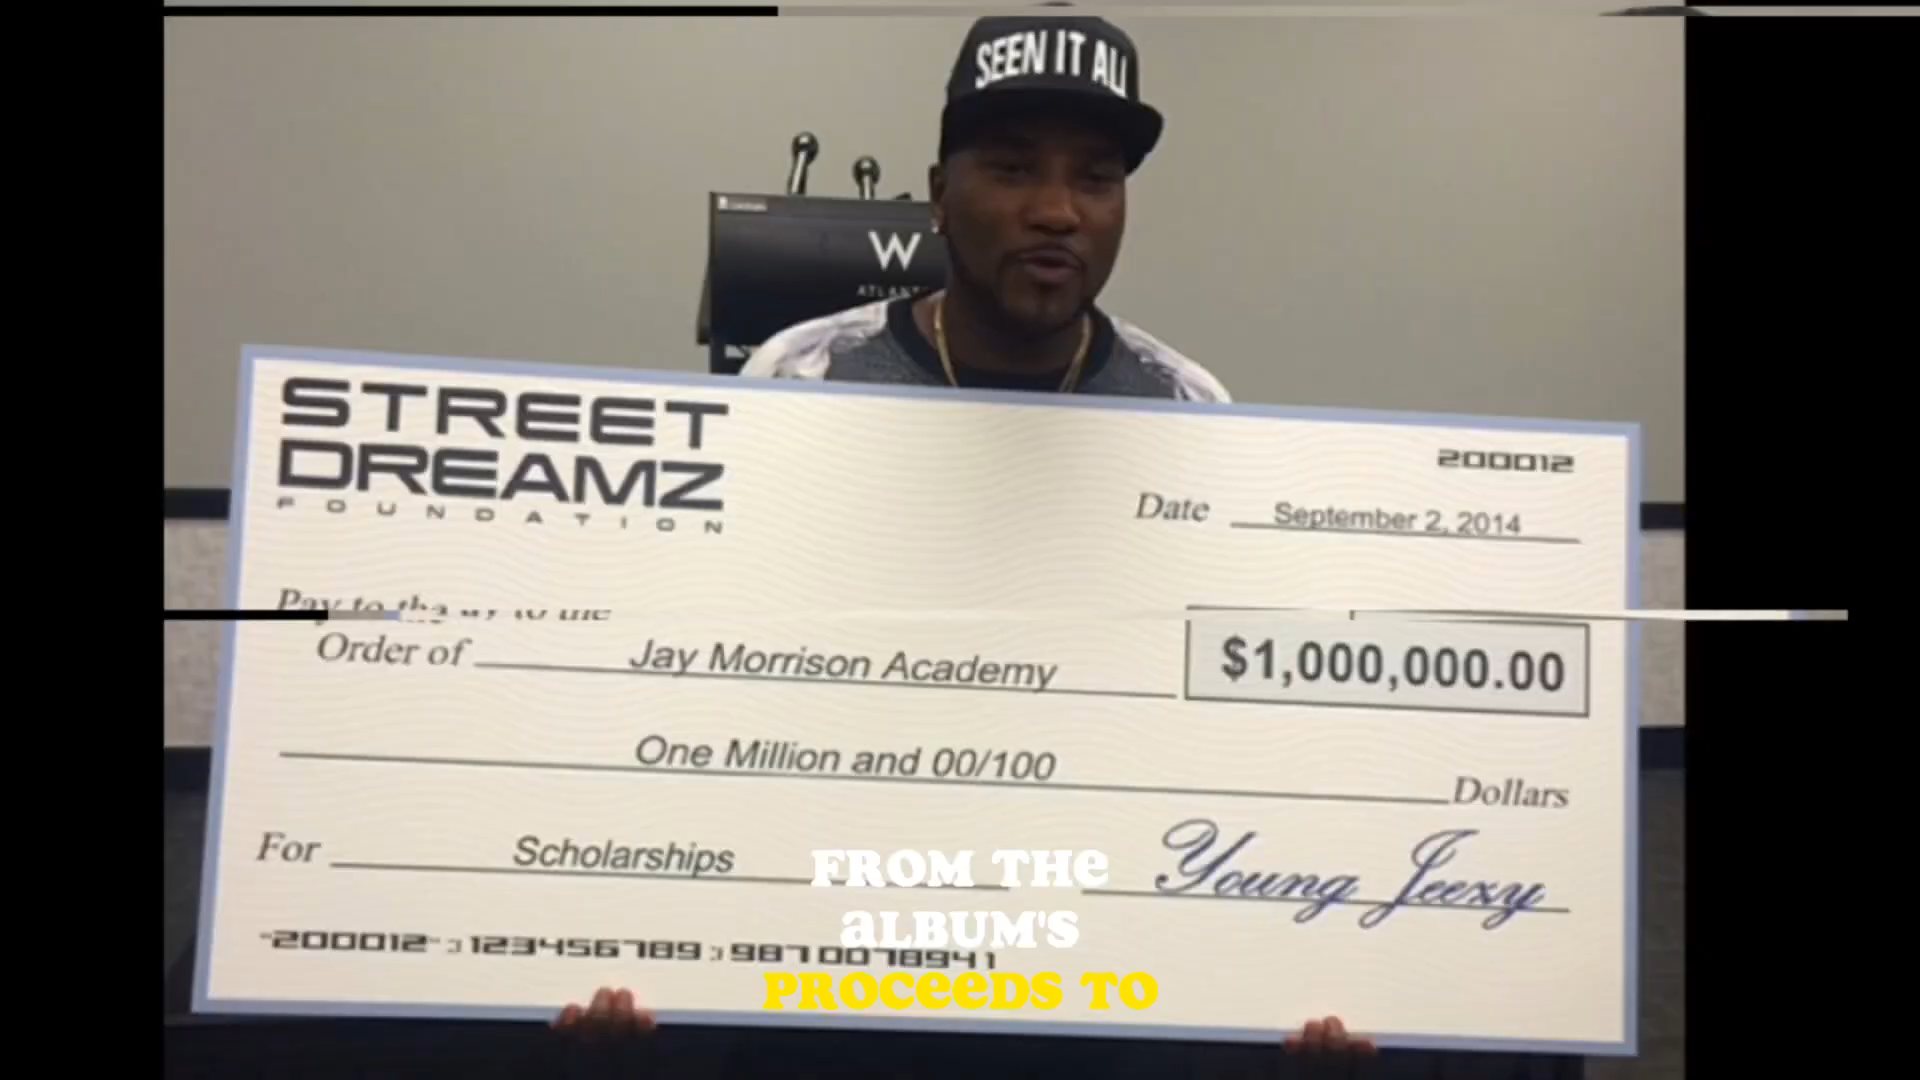 SEEN IT ALL
W
STREET
DREAMZ
FOUNDATION
200012
Date September 2, 2014
Pay to the
Order of Jay Morrison Academy
$1,000,000.00
One Million and 00/100
Dollars
For Scholarships
Young Jeezy
FROM THE
ALBUM'S
PROCEEDS TO
"200012" : 123456789 : 9870078941